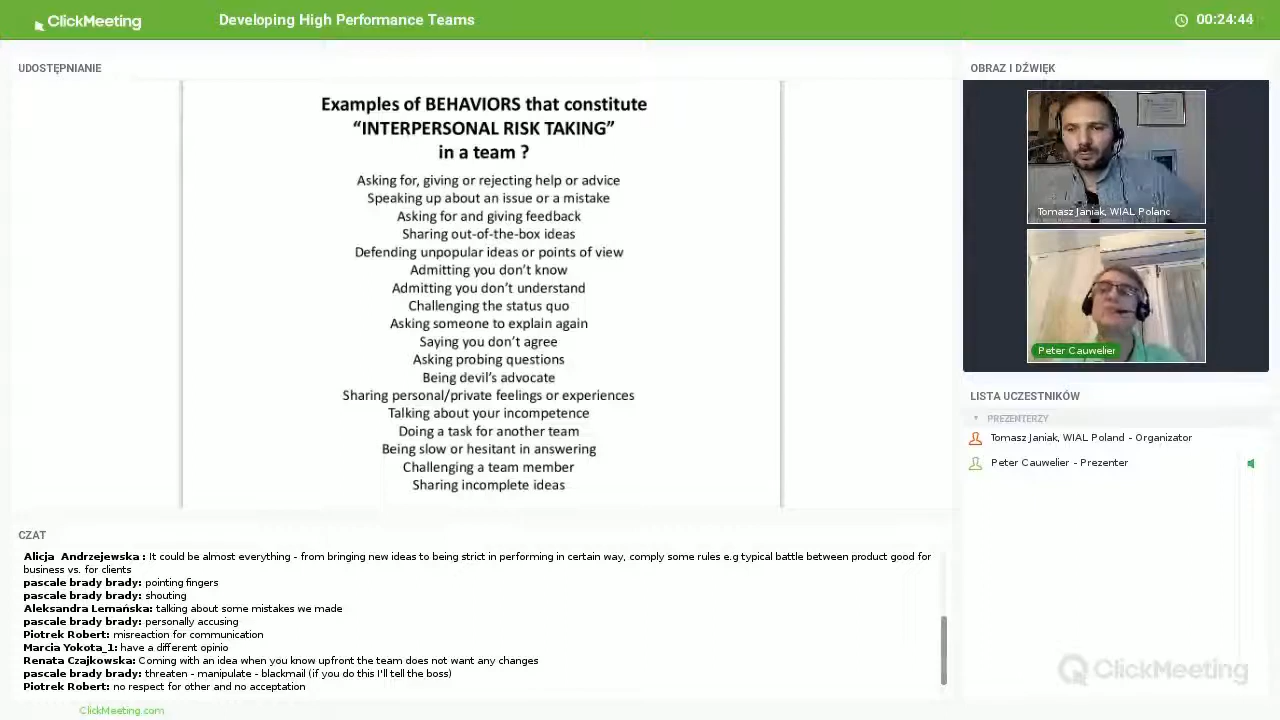 ClickMeeting
Developing High Performance Teams
00:24:44
UDOSTĘPNIANIE
Examples of BEHAVIORS that constitute
“INTERPERSONAL RISK TAKING”
in a team ?
Asking for, giving or rejecting help or advice
Speaking up about an issue or a mistake
Asking for and giving feedback
Sharing out-of-the-box ideas
Defending unpopular ideas or points of view
Admitting you don’t know
Admitting you don’t understand
Challenging the status quo
Asking someone to explain again
Saying you don’t agree
Asking probing questions
Being devil’s advocate
Sharing personal/private feelings or experiences
Talking about your incompetence
Doing a task for another team
Being slow or hesitant in answering
Challenging a team member
Sharing incomplete ideas
OBRAZ I DŹWIĘK
Tomasz Janiak, WIAL Poland
Peter Cauwelier
LISTA UCZESTNIKÓW
PREZENTERZY
Tomasz Janiak, WIAL Poland - Organizator
Peter Cauwelier - Prezenter
CZAT
Alicja Andrzejewska : It could be almost everything - from bringing new ideas to being strict in performing in certain way, comply some rules e.g typical battle between product good for
business vs. for clients
pascale brady brady: pointing fingers
pascale brady brady: shouting
Aleksandra Lemańska: talking about some mistakes we made
pascale brady brady: personally accusing
Piotrek Robert: misreaction for communication
Marcia Yokota_1: have a different opinio
Renata Czajkowska: Coming with an idea when you know upfront the team does not want any changes
pascale brady brady: threaten - manipulate - blackmail (if you do this I'll tell the boss)
Piotrek Robert: no respect for other and no acceptation
ClickMeeting
ClickMeeting.com